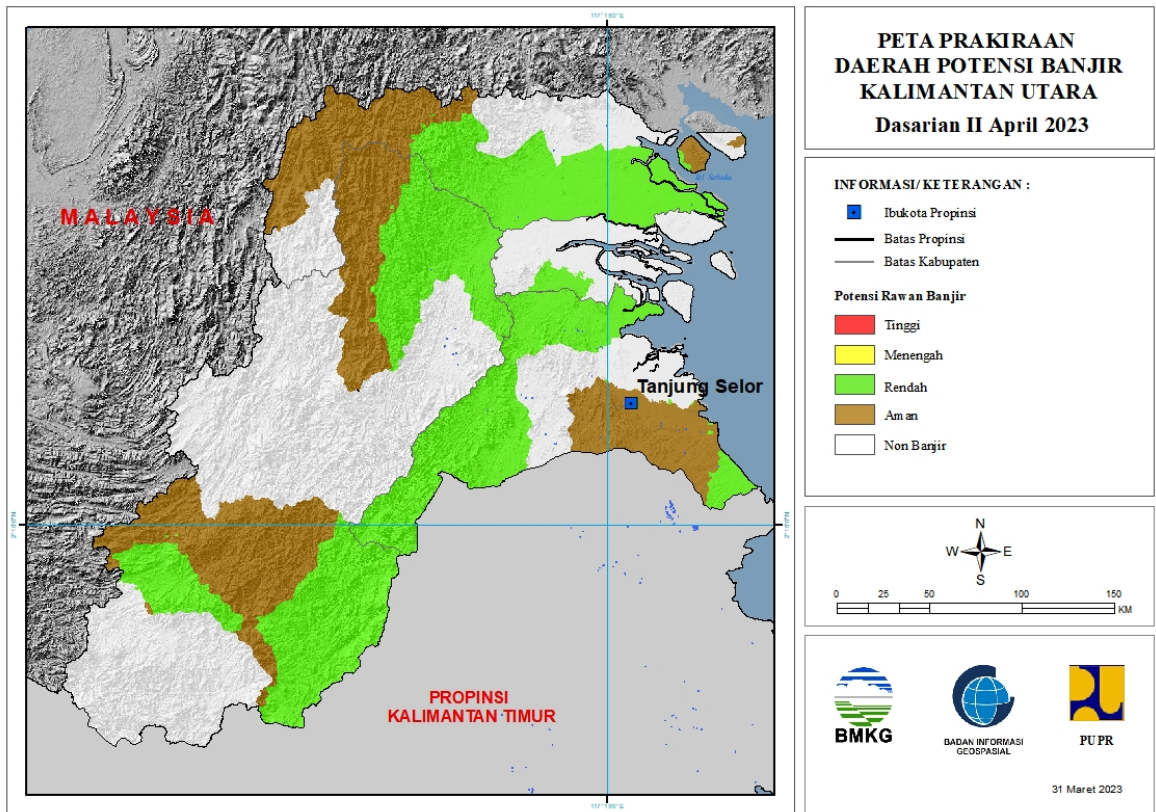 PETA PRAKIRAAN
DAERAH POTENSI BANJIR
KALIMANTAN UTARA
Dasarian II April 2023
INFORMASI/ KETERANGAN :
Ibukota Propinsi
Batas Propinsi
Batas Kabupaten
Potensi Rawan Banjir
Tinggi
Menengah
Rendah
Aman
Non Banjir
N
W E
S
0 25 50 100 150
KM
BMKG
BADAN INFORMASI
GEOSPASIAL
PUPR
31 Maret 2023
MALAYSIA
Tanjung Selor
PROPINSI
KALIMANTAN TIMUR